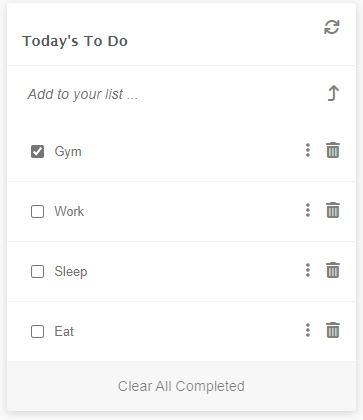 Today's To Do
Add to your list ...
Gym
Work
Sleep
Eat
Clear All Completed